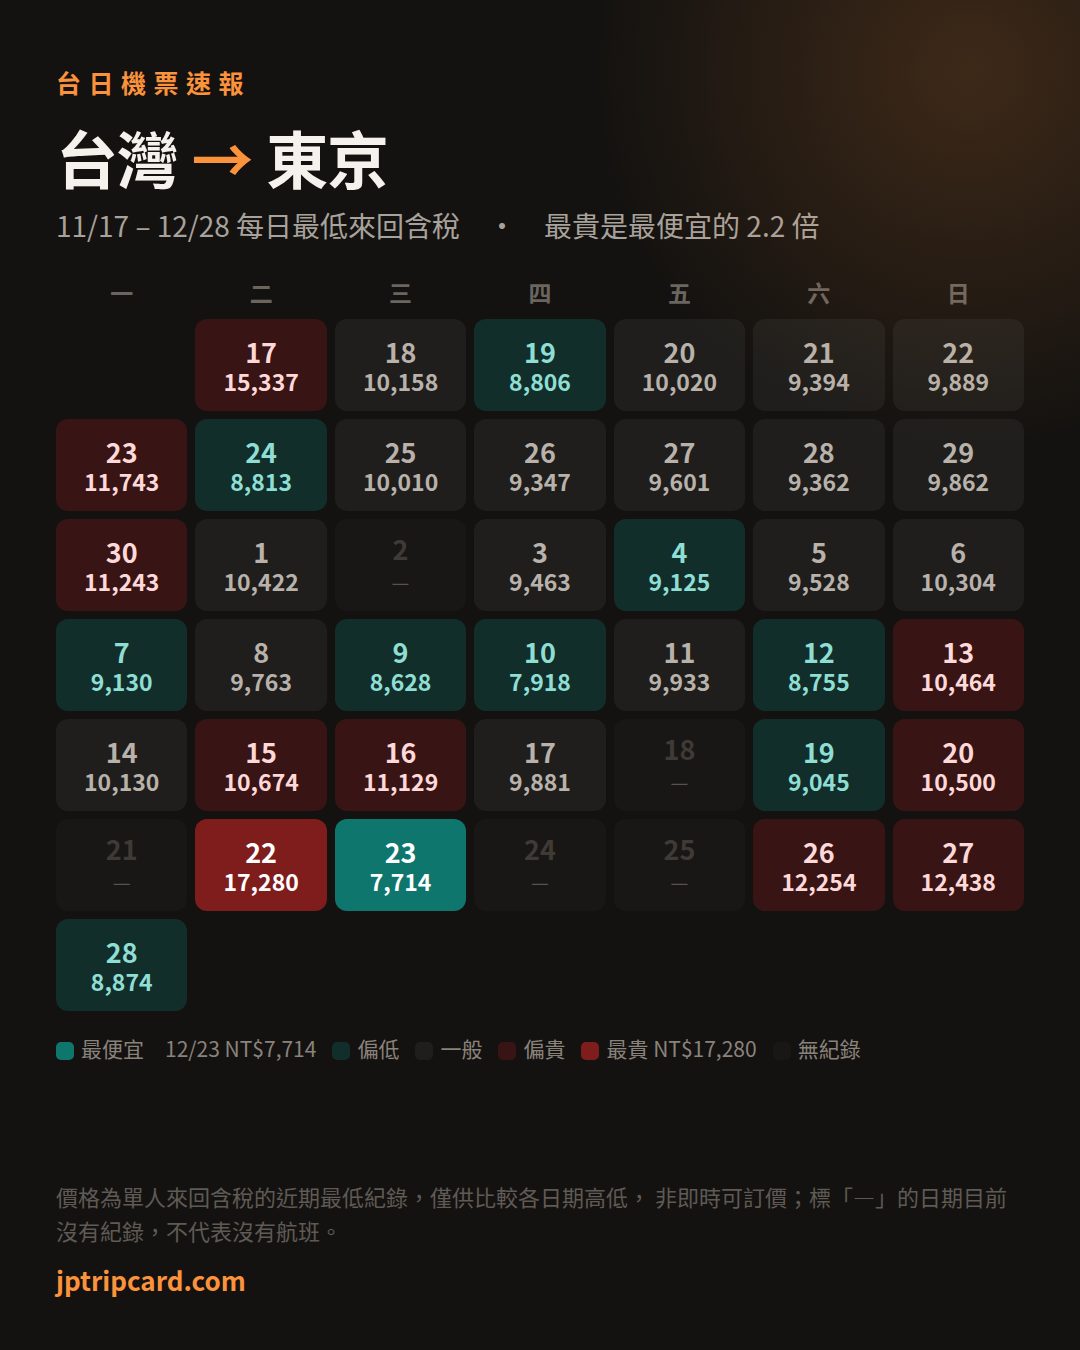 台日機票速報
台灣 → 東京
11/17 – 12/28 每日最低來回含稅 ・ 最貴是最便宜的 2.2 倍
一 二 三 四 五 六 日
17 18 19 20 21 22
15,337 10,158 8,806 10,020 9,394 9,889
23 24 25 26 27 28 29
11,743 8,813 10,010 9,347 9,601 9,362 9,862
30 1 2 3 4 5 6
11,243 10,422 — 9,463 9,125 9,528 10,304
7 8 9 10 11 12 13
9,130 9,763 8,628 7,918 9,933 8,755 10,464
14 15 16 17 18 19 20
10,130 10,674 11,129 9,881 — 9,045 10,500
21 22 23 24 25 26 27
— 17,280 7,714 — — 12,254 12,438
28
8,874
最便宜 12/23 NT$7,714 偏低 一般 偏貴 最貴 NT$17,280 無紀錄
價格為單人來回含稅的近期最低紀錄，僅供比較各日期高低， 非即時可訂價；標「—」的日期目前
沒有紀錄，不代表沒有航班。
jptripcard.com